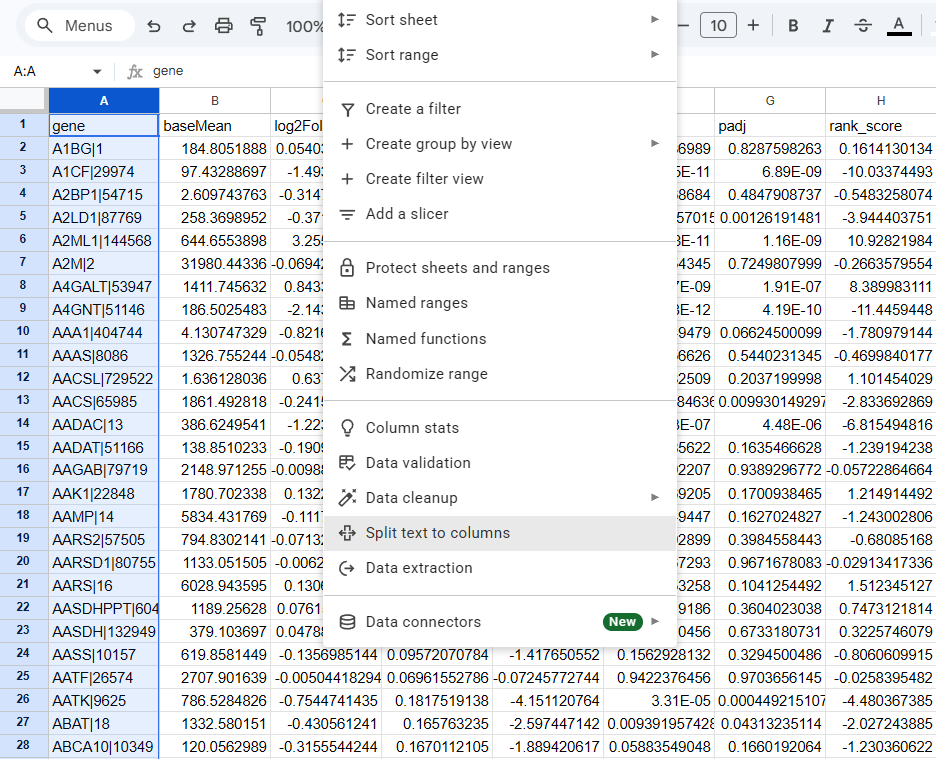 Menus 100% 10 B I A
A:A fx gene
A B G H
Sort sheet
Sort range
Create a filter
Create group by view
Create filter view
Add a slicer
Protect sheets and ranges
Named ranges
Named functions
Randomize range
Column stats
Data validation
Data cleanup
Split text to columns
Data extraction
Data connectors New
1 gene baseMean log2Fol padj rank_score
2 A1BG|1 184.8051888 0.05403 36989 0.8287598263 0.1614130134
3 A1CF|29974 97.43288697 -1.493 5E-11 6.89E-09 -10.03374493
4 A2BP1|54715 2.609743763 -0.3147 8684 0.4847908737 -0.5483258074
5 A2LD1|87769 258.3698952 -0.371 57015 0.00126191481 -3.944403751
6 A2ML1|144568 644.6553898 3.255 E-11 1.16E-09 10.92821984
7 A2M|2 31980.44336 -0.06942 4345 0.7249807999 -0.2663579554
8 A4GALT|53947 1411.745632 0.8433 E-09 1.91E-07 8.389983111
9 A4GNT|51146 186.5025483 -2.143 E-12 4.19E-10 -11.4459448
10 AAA1|404744 4.130747329 -0.8216 9479 0.06624500099 -1.780979144
11 AAAS|8086 1326.755244 -0.05482 6626 0.5440231345 -0.4699840177
12 AACSL|729522 1.636128036 0.637 2509 0.2037199998 1.101454029
13 AACS|65985 1861.492818 -0.2415 84636 0.009930149297 -2.833692869
14 AADAC|13 386.6249541 -1.223 E-07 4.48E-06 -6.815494816
15 AADAT|51166 138.8510233 -0.1909 5622 0.1635466628 -1.239194238
16 AAGAB|79719 2148.971255 -0.00988 2207 0.9389296772 -0.05722864664
17 AAK1|22848 1780.702338 0.1322 9205 0.1700938465 1.214914492
18 AAMP|14 5834.431769 -0.1117 9447 0.1627024827 -1.243002806
19 AARS2|57505 794.8302141 -0.07132 2899 0.3984558443 -0.68085168
20 AARSD1|80755 1133.051505 -0.0062 7293 0.9671678083 -0.02913417336
21 AARS|16 6028.943595 0.1306 3258 0.1041254492 1.512345127
22 AASDHPPT|604 1189.25628 0.0761 9186 0.3604023038 0.7473121814
23 AASDH|132949 379.103697 0.04788 0456 0.6733180731 0.3225746079
24 AASS|10157 619.8581449 -0.1356985144 0.09572070784 -1.417650552 0.1562928132 0.3294500486 -0.8060609915
25 AATF|26574 2707.901639 -0.00504418294 0.06961552786 -0.07245772744 0.9422376456 0.9703656145 -0.0258395482
26 AATK|9625 786.5284826 -0.7544741435 0.1817519138 -4.151120764 3.31E-05 0.000449215107 -4.480367385
27 ABAT|18 1332.580151 -0.430561241 0.165763235 -2.597447142 0.009391957428 0.04313235114 -2.027243885
28 ABCA10|10349 120.0562989 -0.3155544244 0.1670112105 -1.889420617 0.05883549048 0.1660192064 -1.230360622